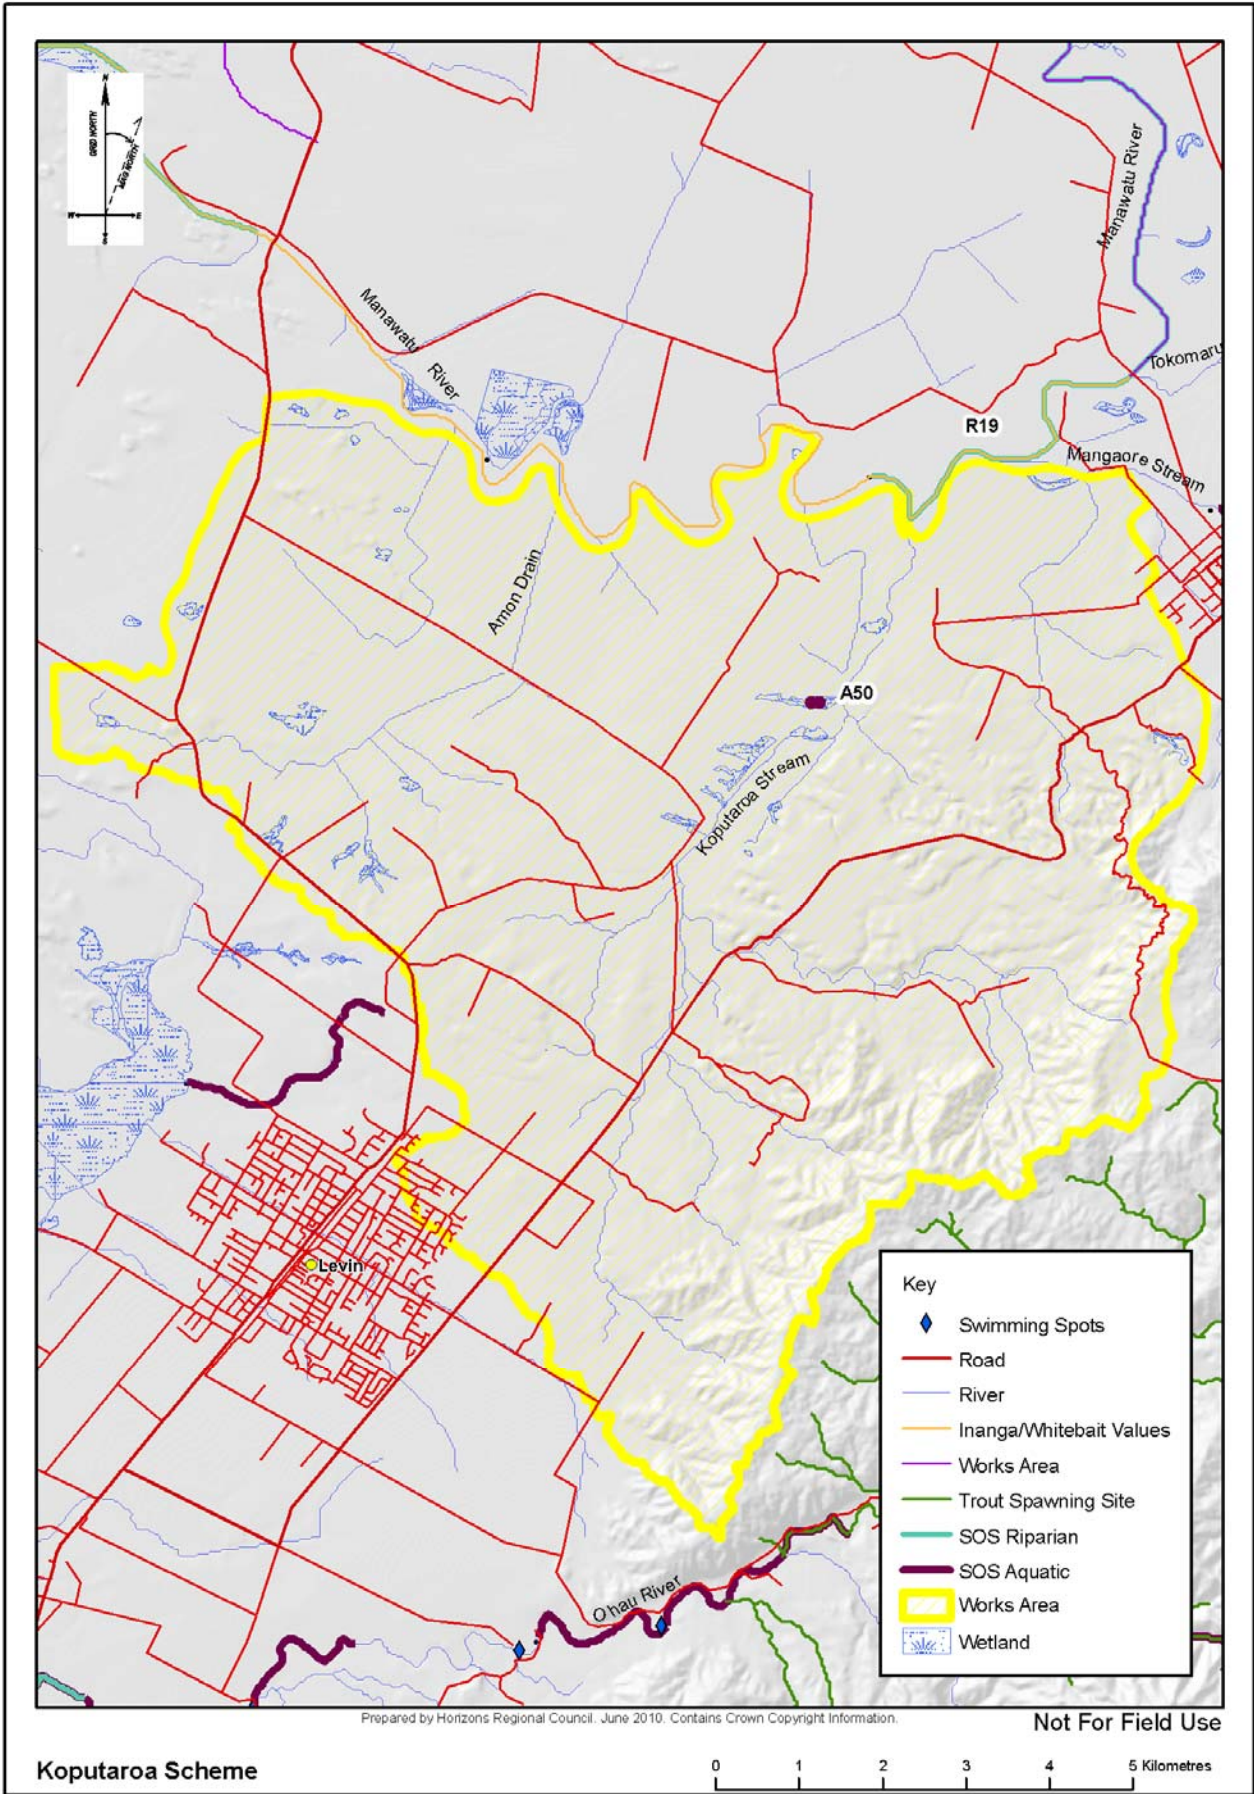 N
GRID NORTH
W E
S
Manawatu
River
Manawatu River
Tokomaru
R19
Mangaore Stream
Amon Drain
A50
Koputaroa Stream
Levin
Ohau River
Key
Swimming Spots
Road
River
Inanga/Whitebait Values
Works Area
Trout Spawning Site
SOS Riparian
SOS Aquatic
Works Area
Wetland
Prepared by Horizons Regional Council. June 2010. Contains Crown Copyright Information.
Not For Field Use
Koputaroa Scheme
0 1 2 3 4 5 Kilometres